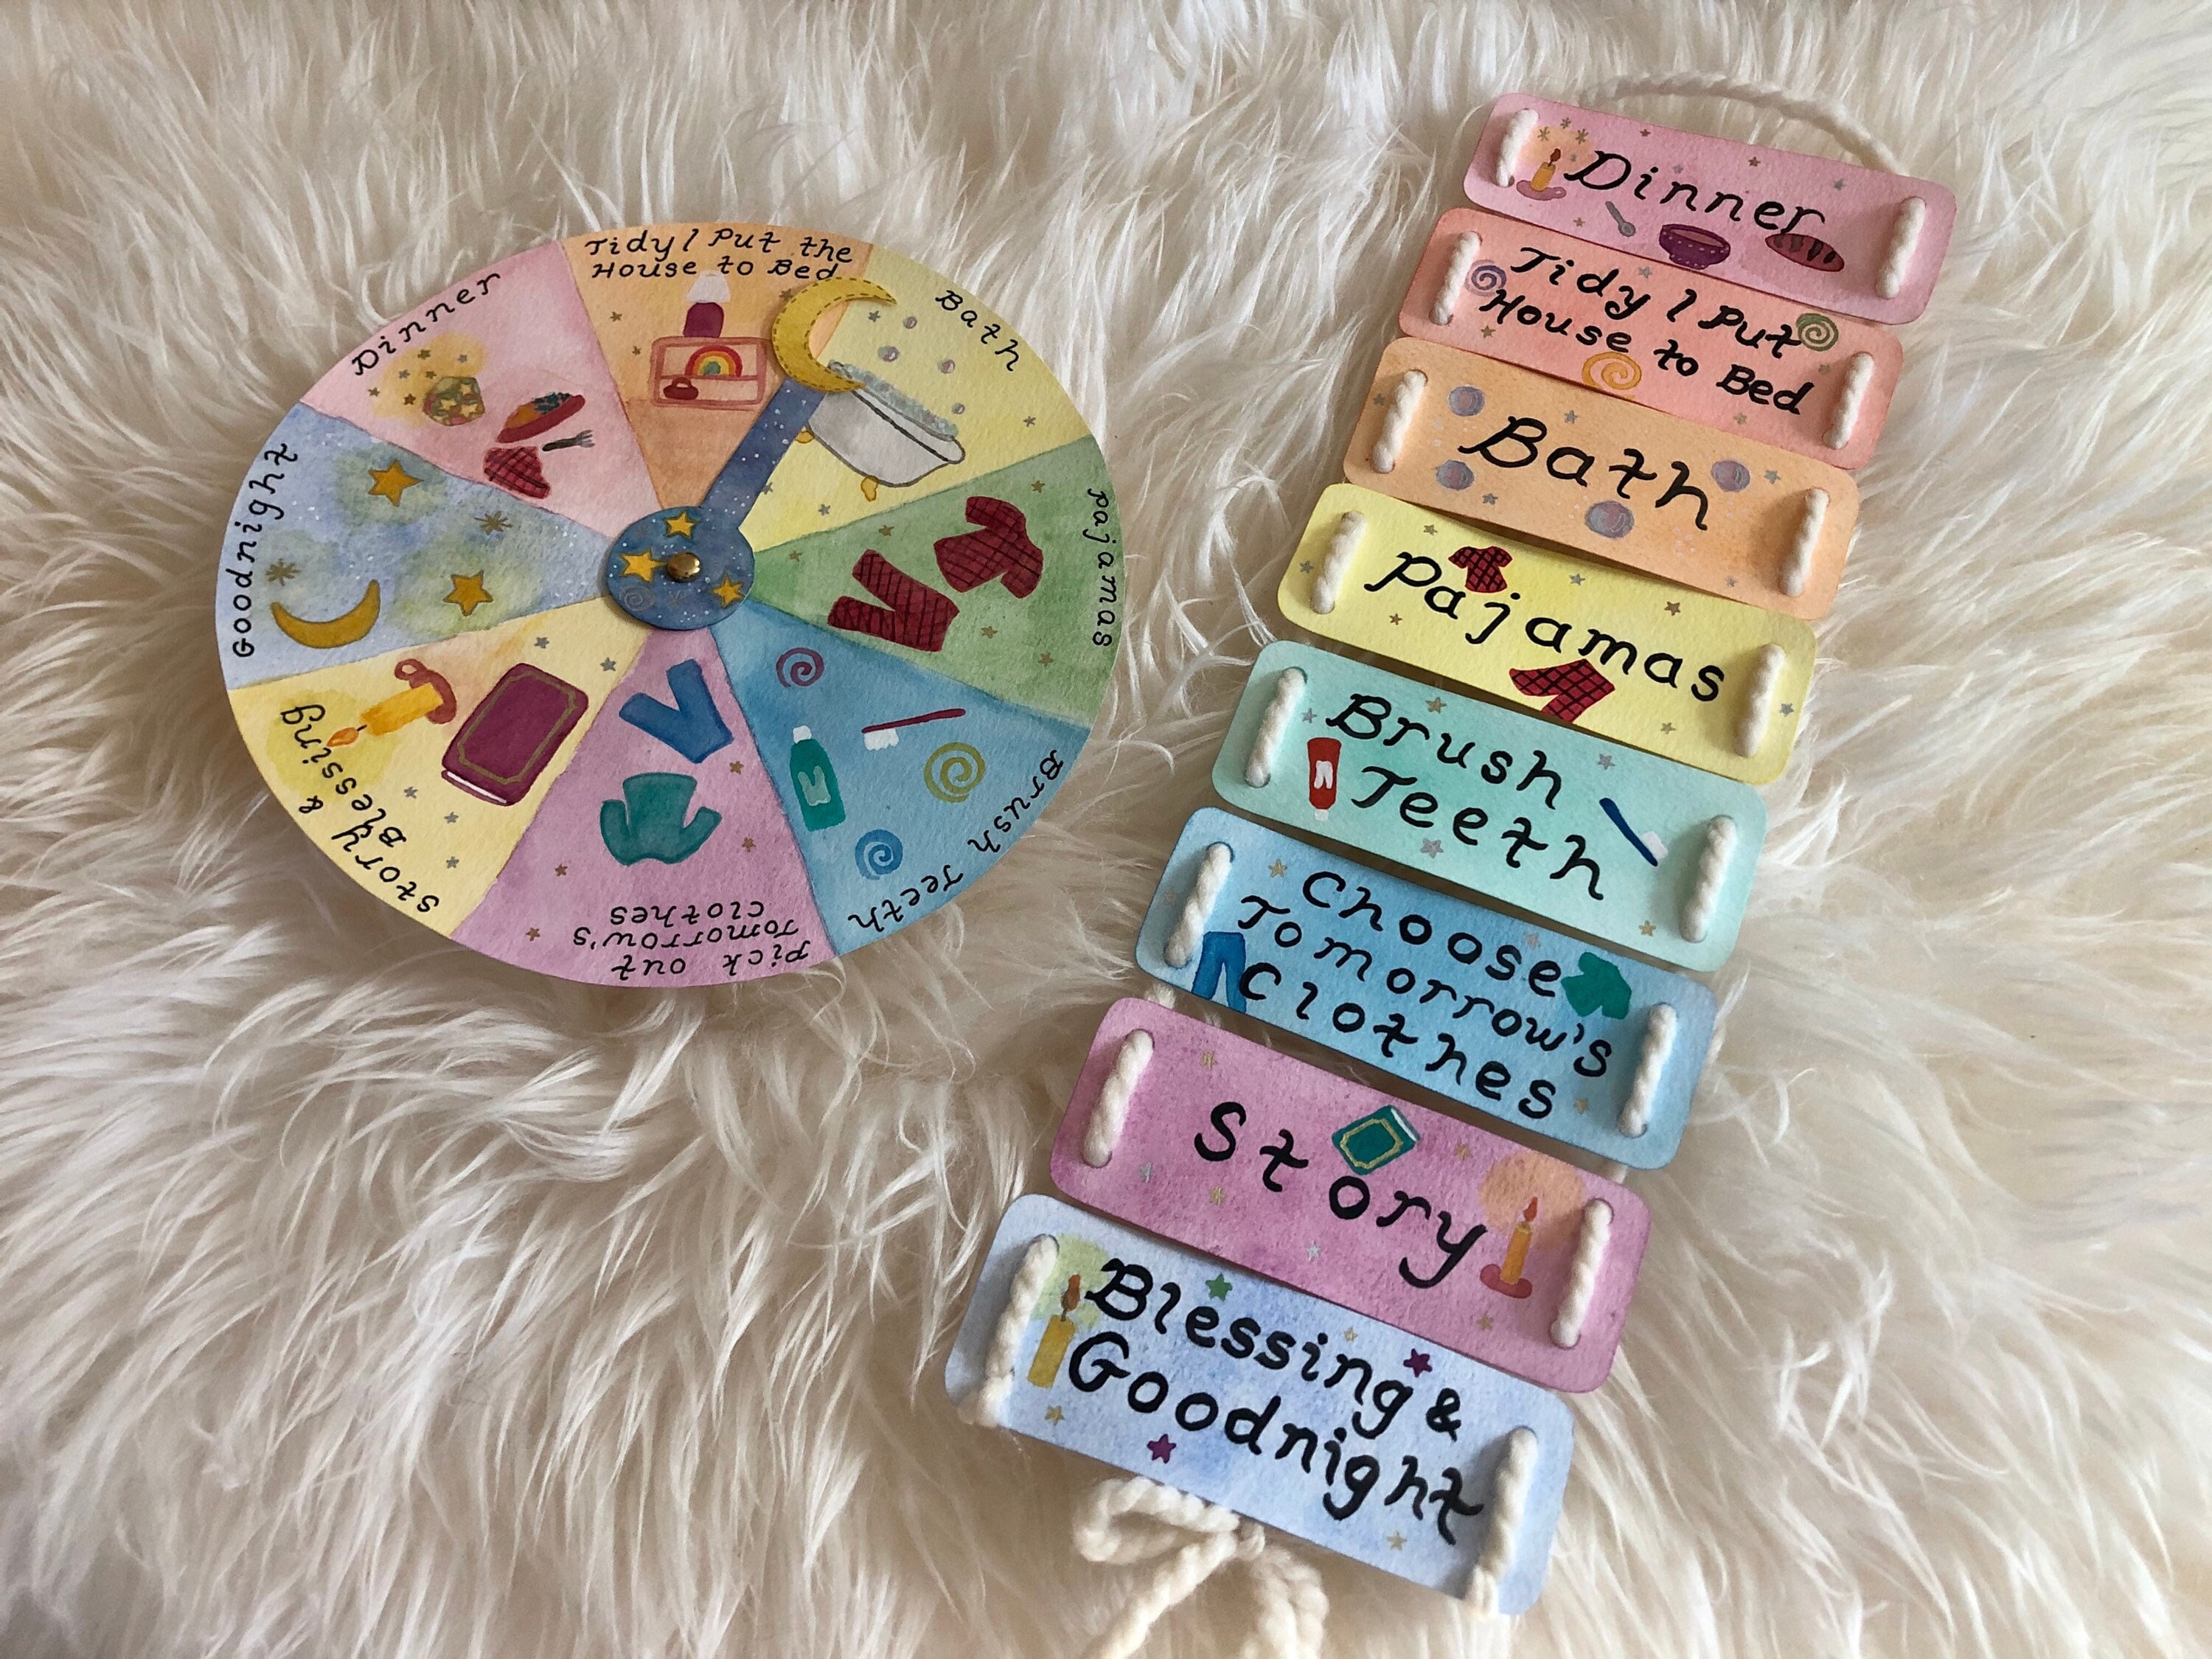 Dinner
Tidy / Put the
House to Bed
Bath
Pajamas
Brush Teeth
Pick out
Tomorrow's
Clothes
Story &
Blessing
Goodnight
Dinner
Tidy / Put
House to Bed
Bath
Pajamas
Brush
Teeth
Choose
Tomorrow's
Clothes
Story
Blessing &
Goodnight